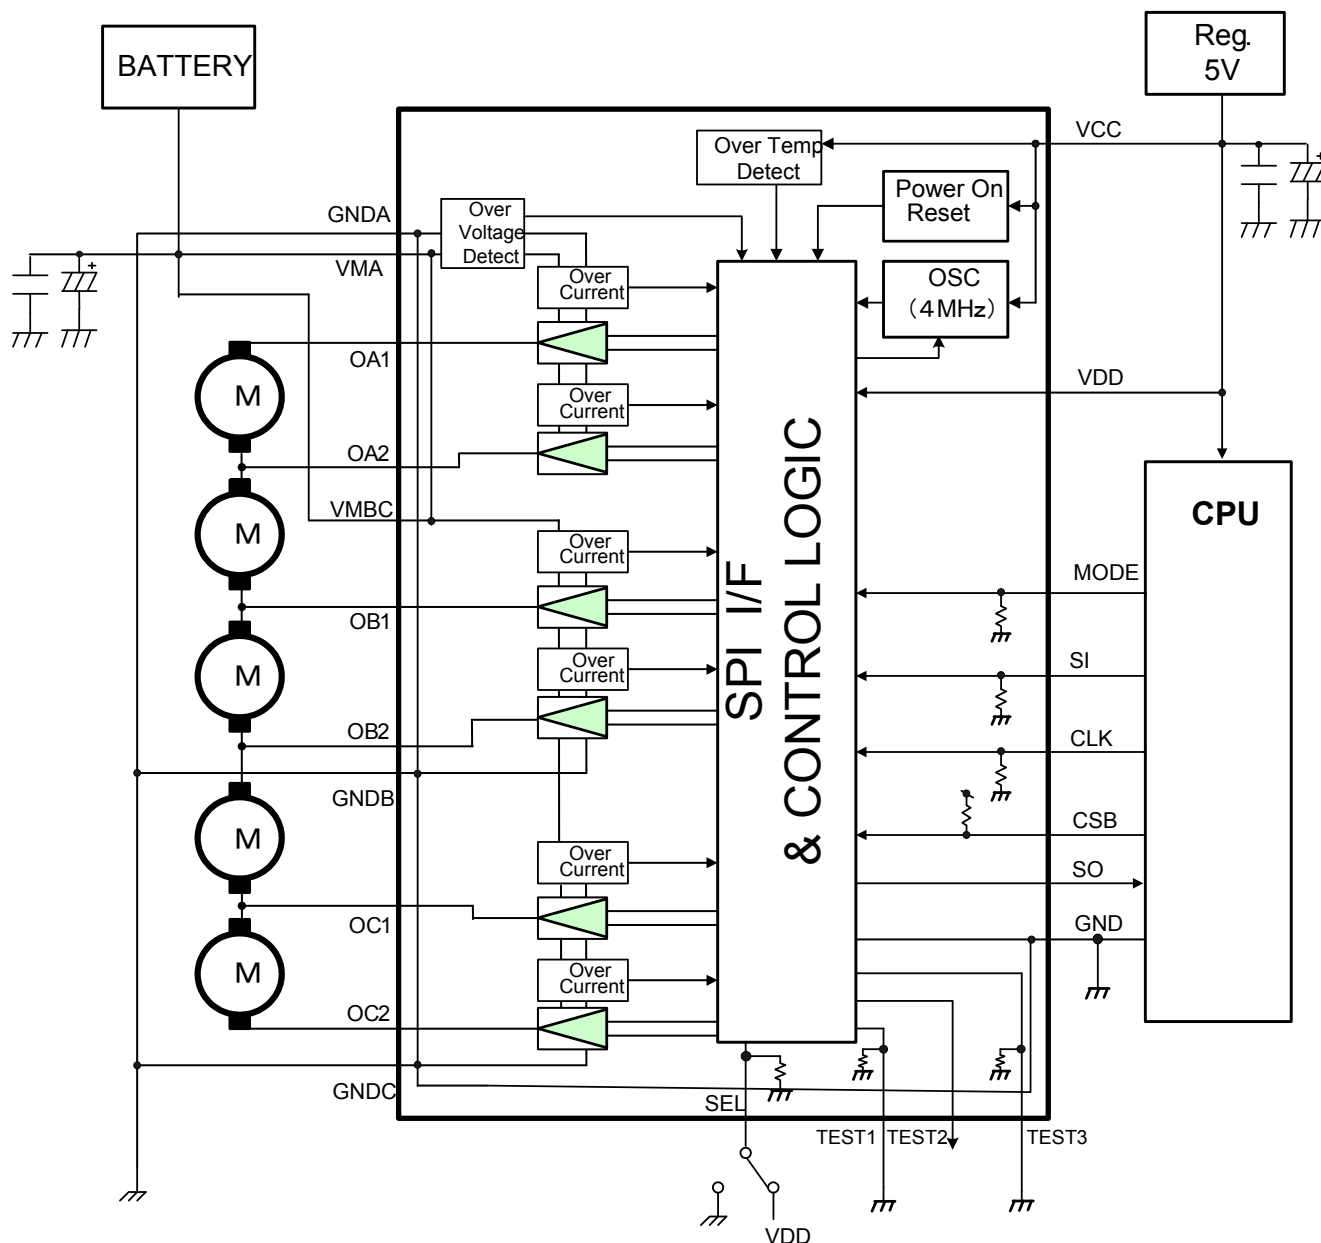 BATTERY
Reg.
5V
VCC
Over Temp
Detect
Power On
Reset
GNDA
Over
Voltage
Detect
VMA
Over
Current
OSC
(4MHz)
OA1
M
VDD
Over
Current
OA2
VMBC
M
CPU
Over
Current
MODE
OB1
SPI I/F
& CONTROL LOGIC
Over
Current
SI
M
OB2
CLK
GNDB
CSB
M
Over
Current
SO
OC1
GND
M
Over
Current
OC2
GNDC
SEL
TEST1
TEST2
TEST3
VDD
+
+